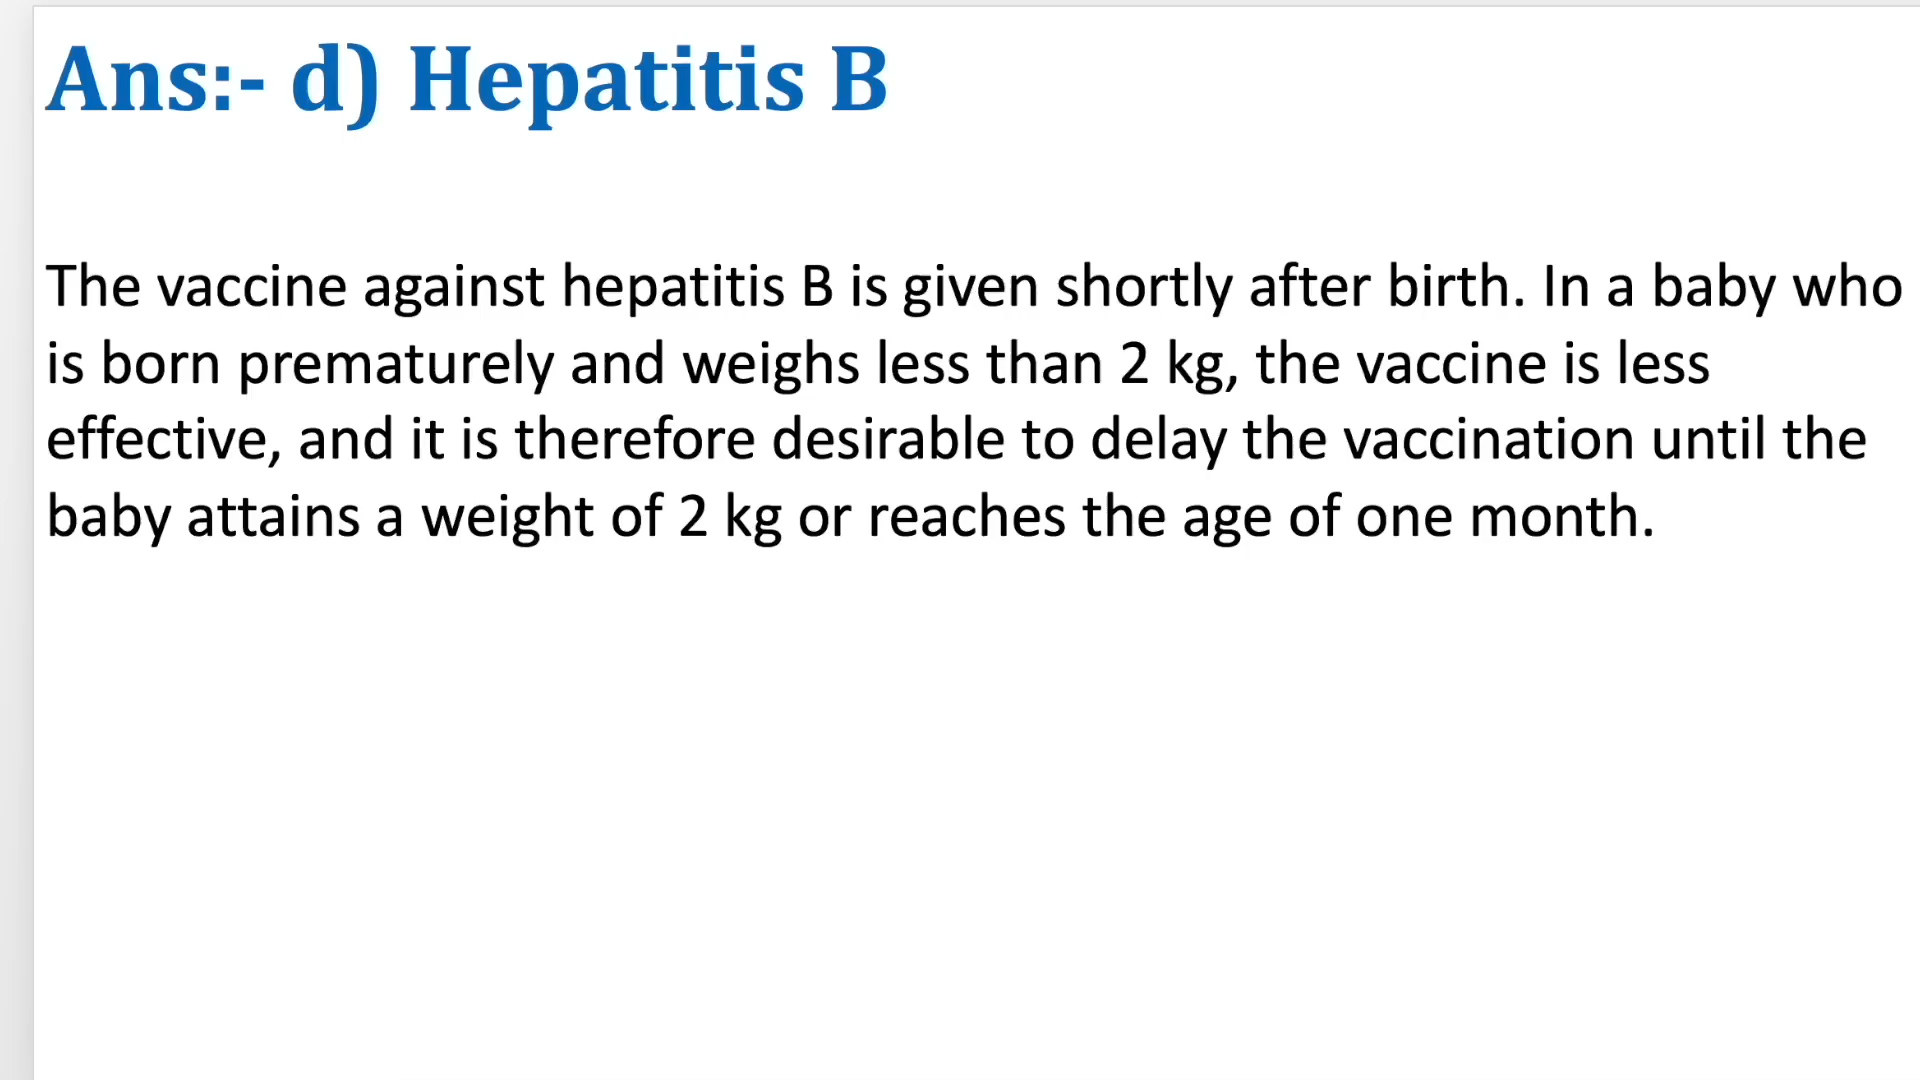 Ans:- d) Hepatitis B
The vaccine against hepatitis B is given shortly after birth. In a baby who
is born prematurely and weighs less than 2 kg, the vaccine is less
effective, and it is therefore desirable to delay the vaccination until the
baby attains a weight of 2 kg or reaches the age of one month.